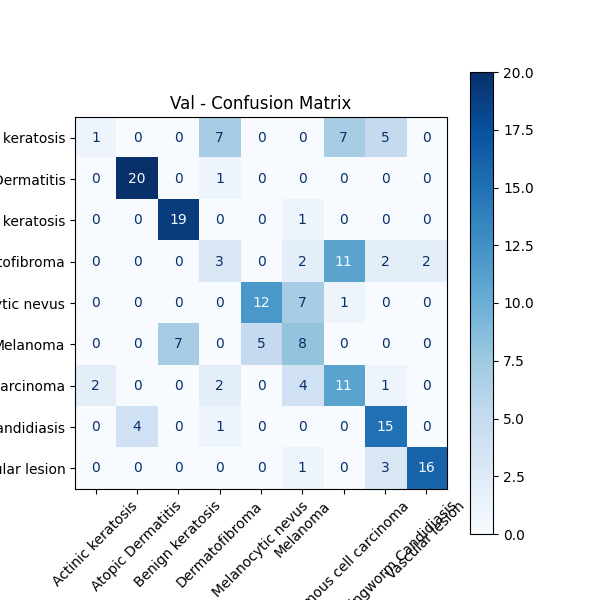 Val - Confusion Matrix
keratosis 1 0 0 7 0 0 7 5 0
Dermatitis 0 20 0 1 0 0 0 0 0
keratosis 0 0 19 0 0 1 0 0 0
tofibroma 0 0 0 3 0 2 11 2 2
tic nevus 0 0 0 0 12 7 1 0 0
Melanoma 0 0 7 0 5 8 0 0 0
arcinoma 2 0 0 2 0 4 11 1 0
andidiasis 0 4 0 1 0 0 0 15 0
lar lesion 0 0 0 0 0 1 0 3 16
Actinic keratosis
Atopic Dermatitis
Benign keratosis
Dermatofibroma
Melanocytic nevus
Melanoma
mous cell carcinoma
ngworm Candidiasis
Vascular lesion
20.0
17.5
15.0
12.5
10.0
7.5
5.0
2.5
0.0